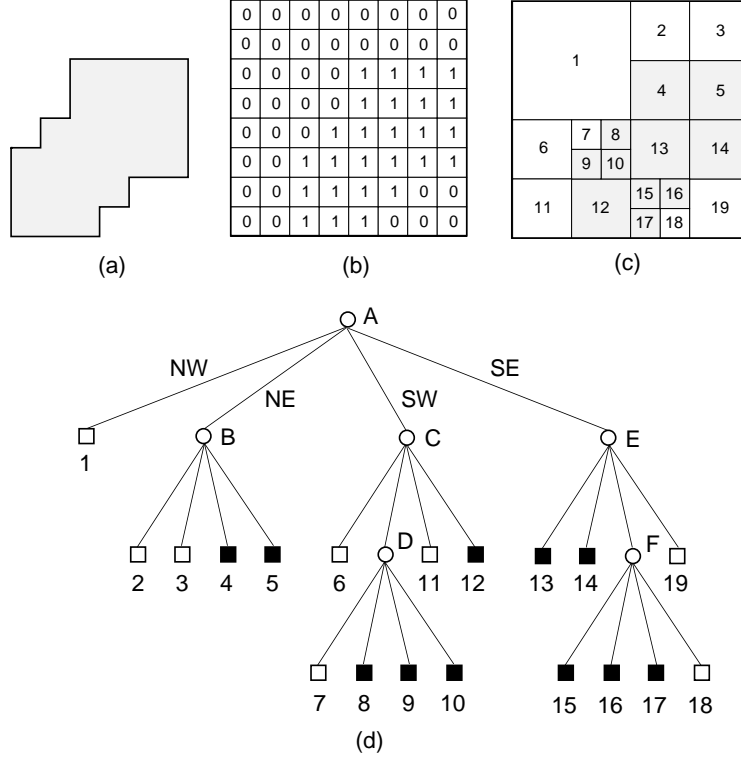 0 0 0 0 0 0 0 0
0 0 0 0 0 0 0 0
0 0 0 0 1 1 1 1
0 0 0 0 1 1 1 1
0 0 0 1 1 1 1 1
0 0 1 1 1 1 1 1
0 0 1 1 1 1 0 0
0 0 1 1 1 0 0 0
2 3
1
4 5
7 8
6 13 14
9 10
15 16
11 12 19
17 18
(a) (b) (c)
A
NW NE SW SE
B C E
1
D F
2 3 4 5 6 11 12 13 14 19
7 8 9 10 15 16 17 18
(d)